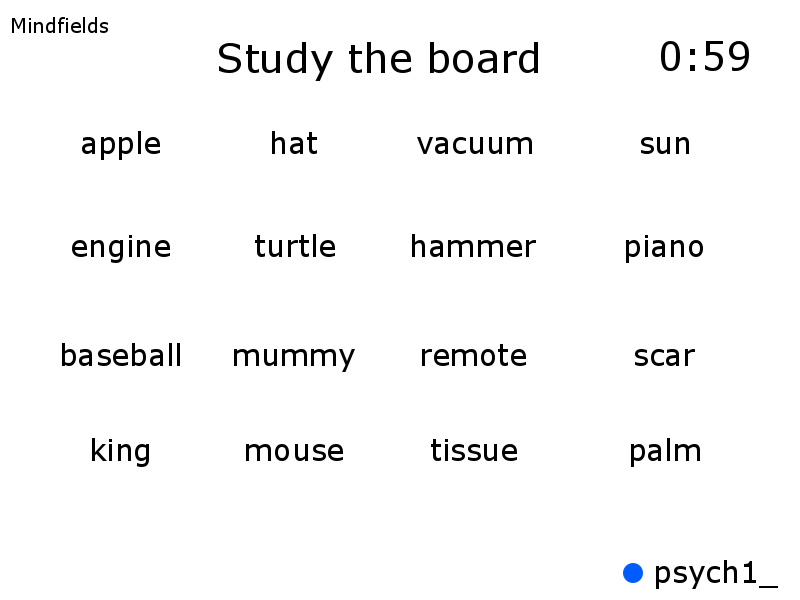 Mindfields
Study the board 0:59
apple hat vacuum sun
engine turtle hammer piano
baseball mummy remote scar
king mouse tissue palm
psych1_